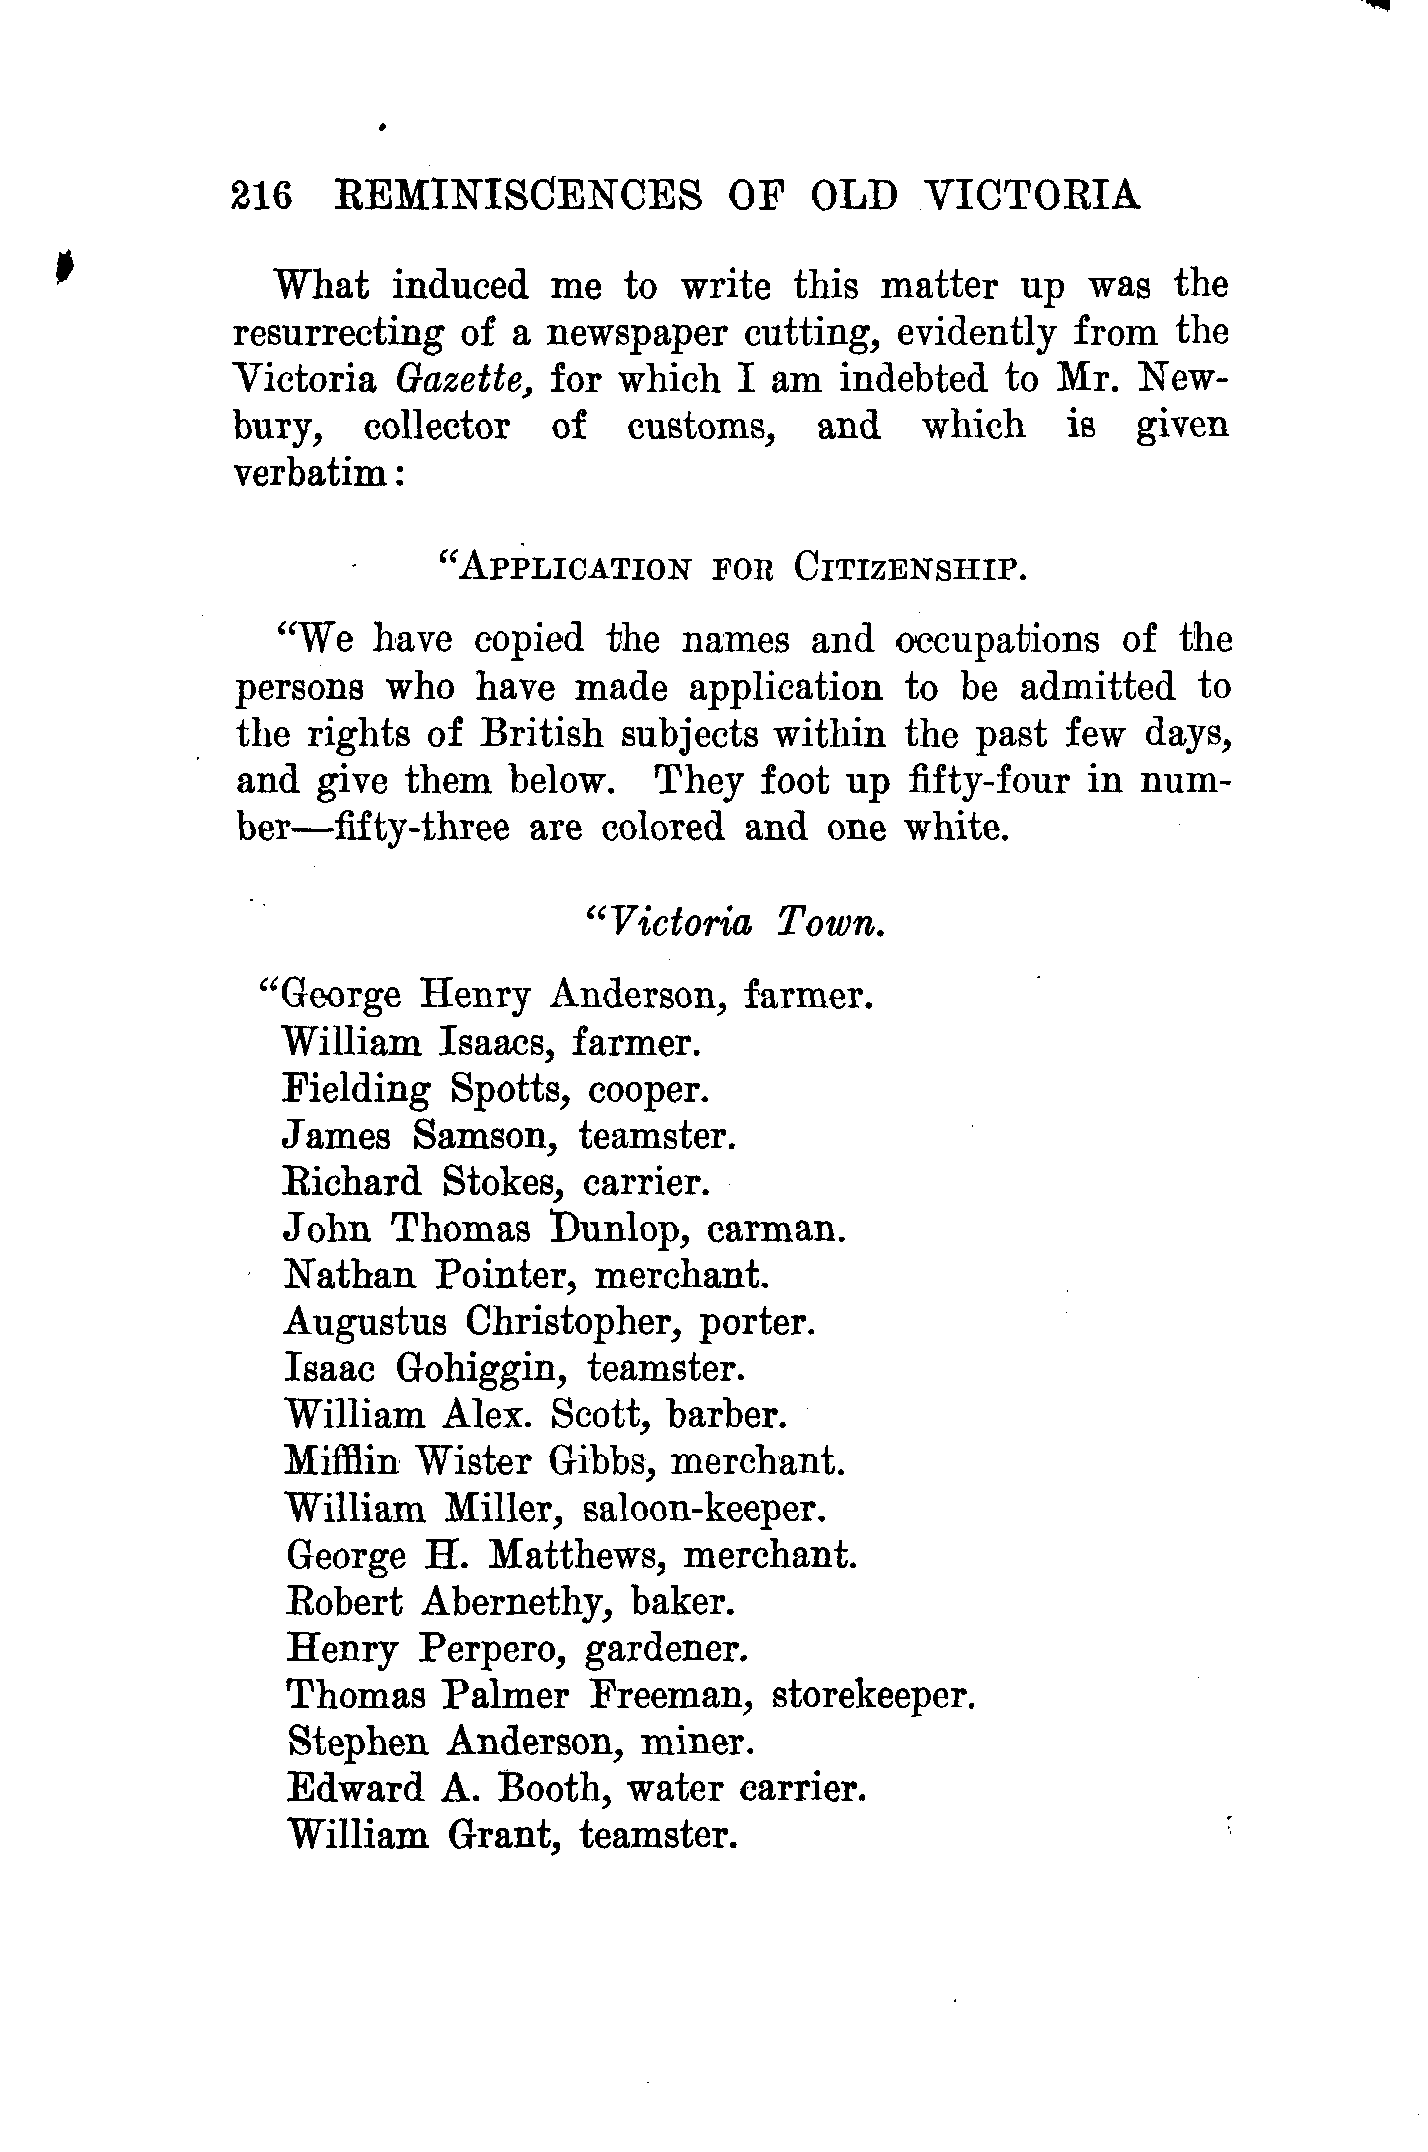 216 REMINISCENCES OF OLD VICTORIA
What induced me to write this matter up was the
resurrecting of a newspaper cutting, evidently from the
Victoria Gazette, for which I am indebted to Mr. New-
bury, collector of customs, and which is given
verbatim:
"APPLICATION FOR CITIZENSHIP.
"We have copied the names and occupations of the
persons who have made application to be admitted to
the rights of British subjects within the past few days,
and give them below. They foot up fifty-four in num-
ber—fifty-three are colored and one white.
"Victoria Town.
"George Henry Anderson, farmer.
William Isaacs, farmer.
Fielding Spotts, cooper.
James Samson, teamster.
Richard Stokes, carrier.
John Thomas Dunlop, carman.
Nathan Pointer, merchant.
Augustus Christopher, porter.
Isaac Gohiggin, teamster.
William Alex. Scott, barber.
Mifflin Wister Gibbs, merchant.
William Miller, saloon-keeper.
George H. Matthews, merchant.
Robert Abernethy, baker.
Henry Perpero, gardener.
Thomas Palmer Freeman, storekeeper.
Stephen Anderson, miner.
Edward A. Booth, water carrier.
William Grant, teamster.